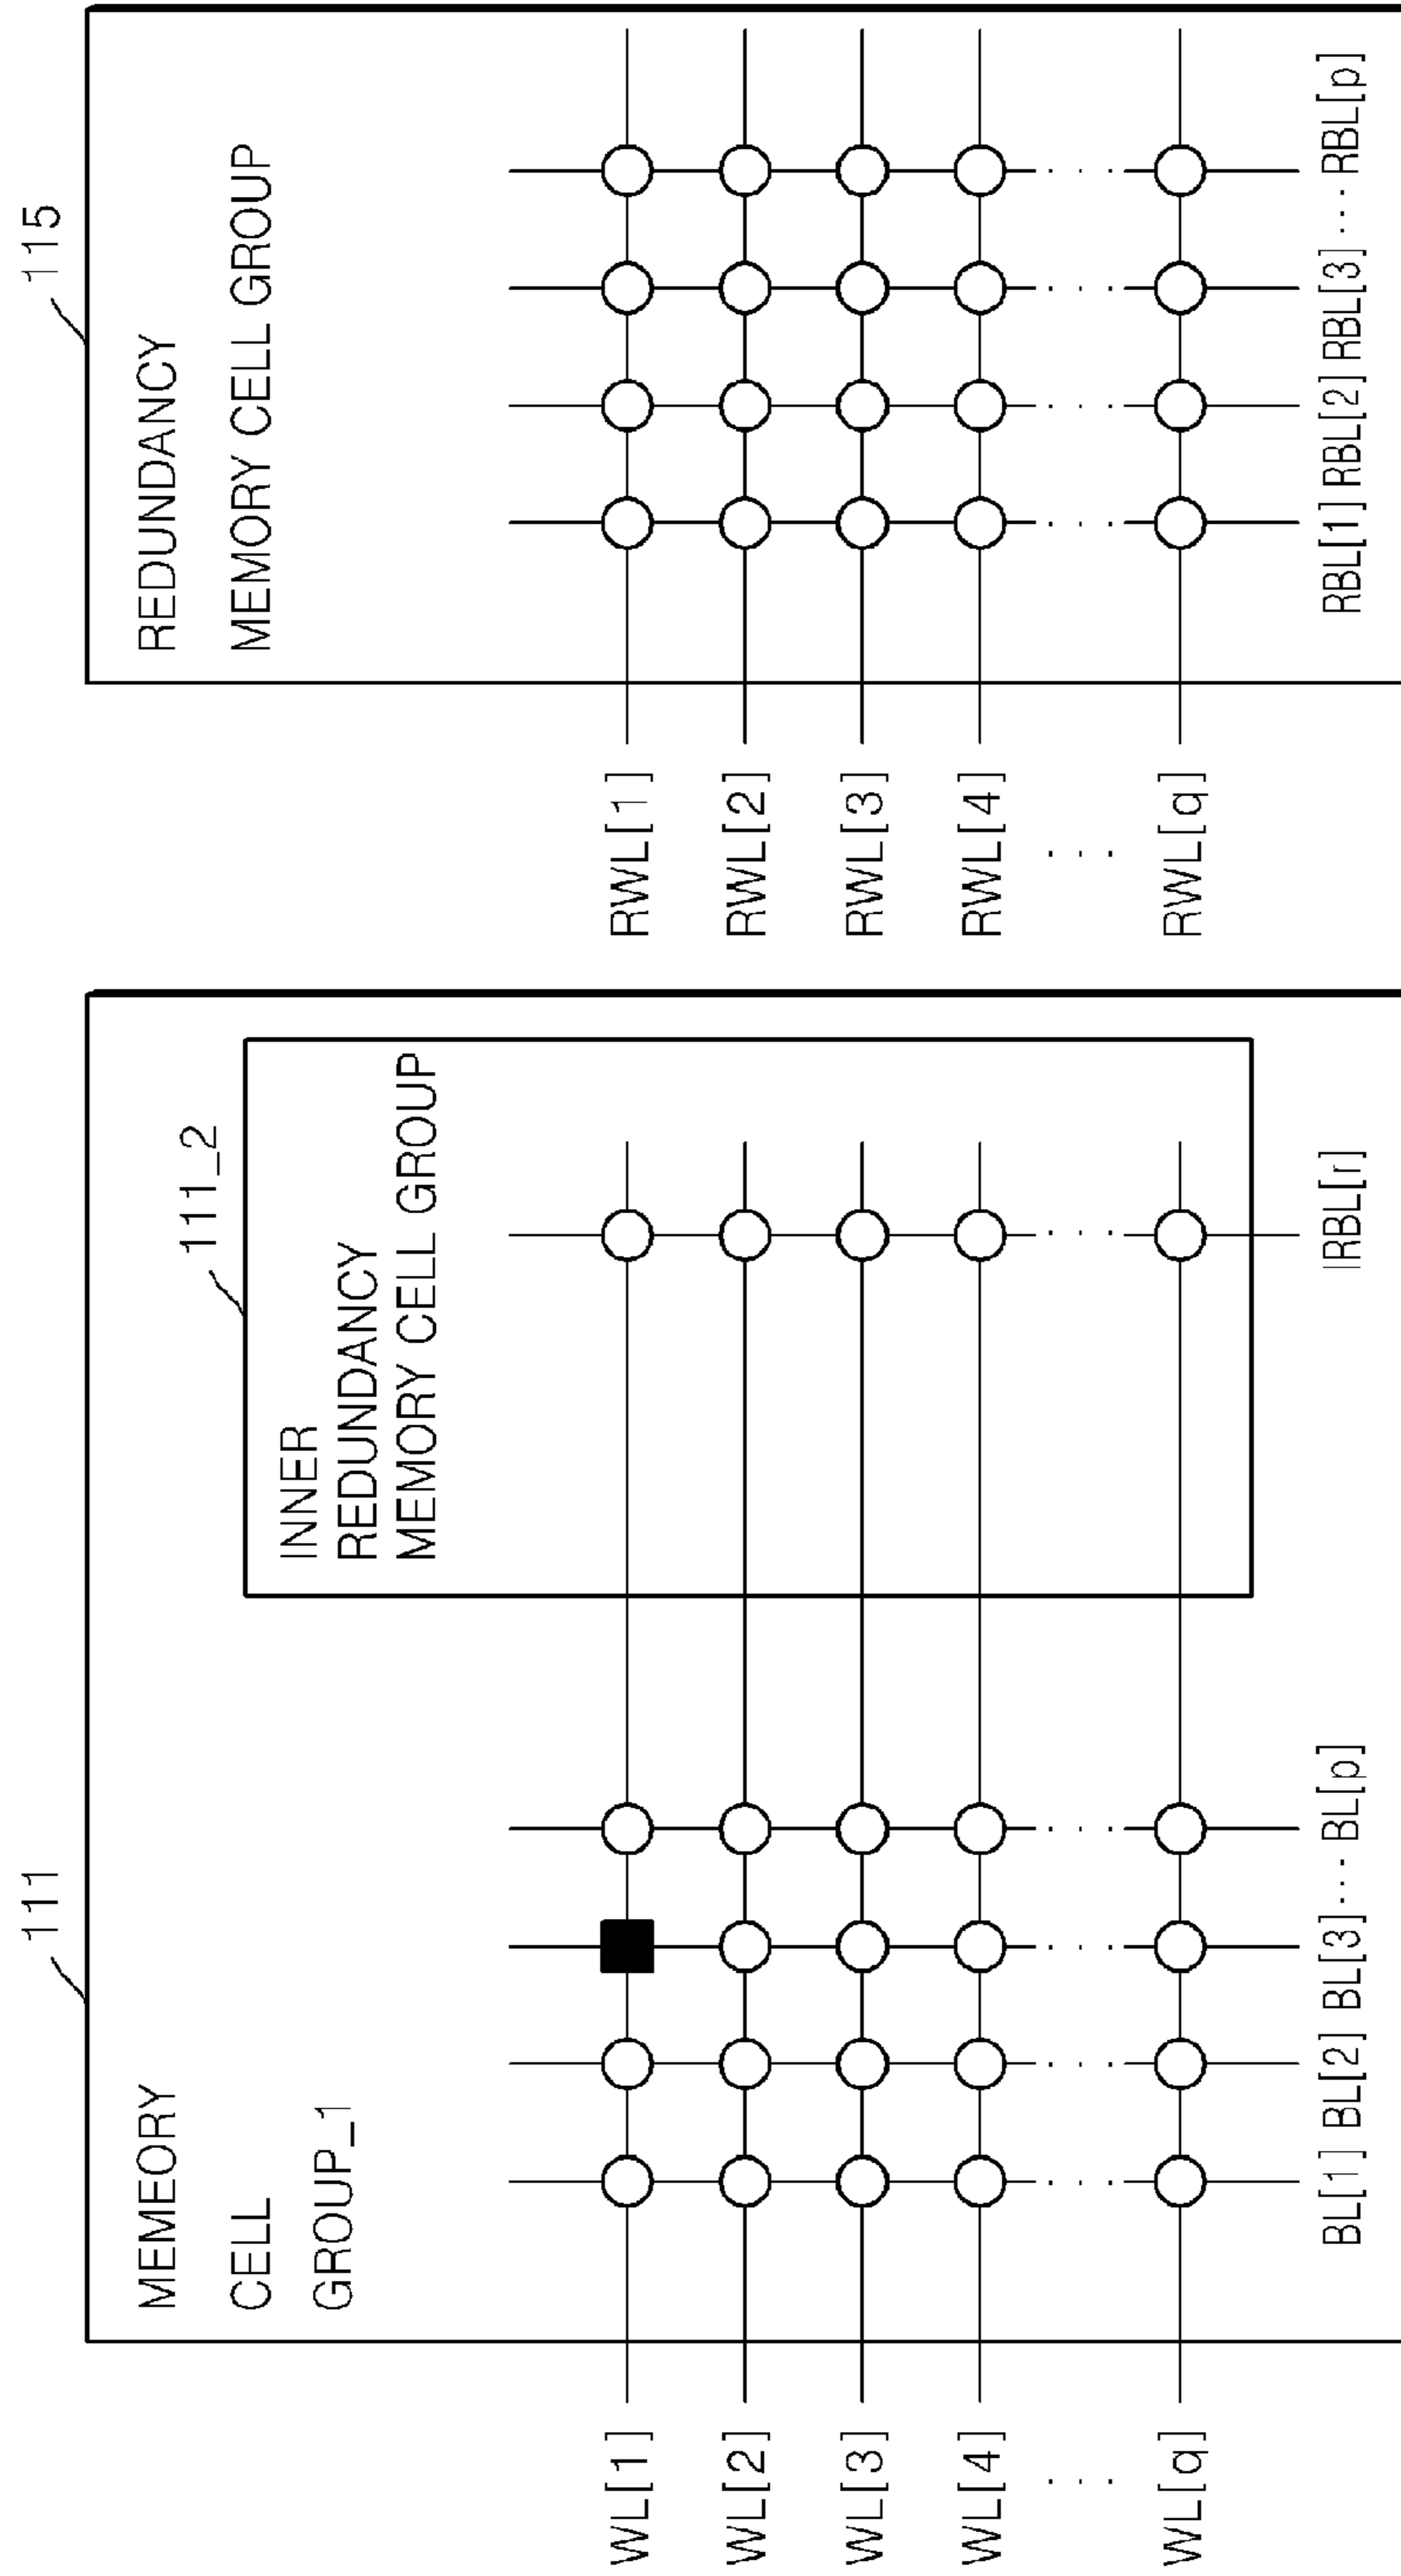 111
MEMEORY
CELL
GROUP_1
111_2
INNER
REDUNDANCY
MEMORY CELL GROUP
WL[1]
WL[2]
WL[3]
WL[4]
...
WL[q]
BL[1] BL[2] BL[3] ... BL[p]
IRBL[r]
115
REDUNDANCY
MEMORY CELL GROUP
RWL[1]
RWL[2]
RWL[3]
RWL[4]
...
RWL[q]
RBL[1] RBL[2] RBL[3] ... RBL[p]